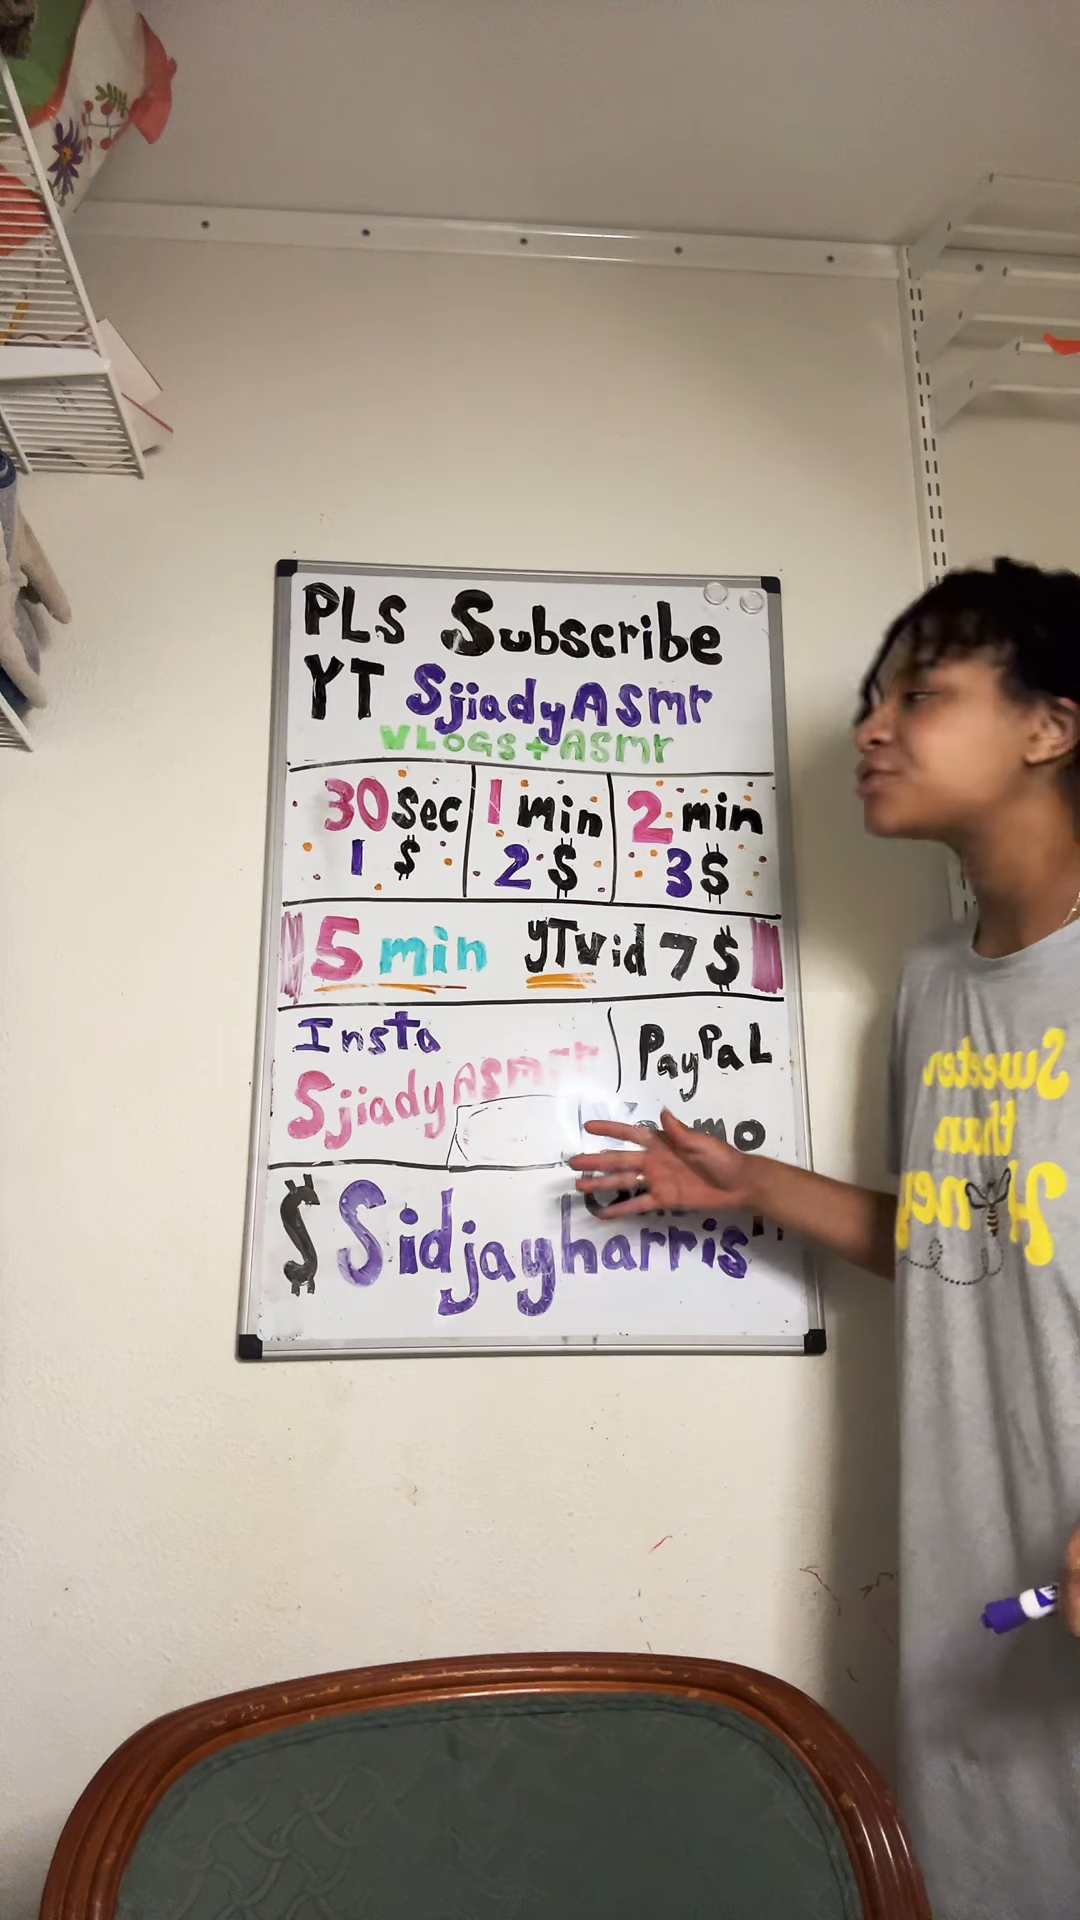 PLS Subscribe
YT SjiadyASmr
VLOGS + ASmr
30 Sec 1 $
1 min 2 $
2 min 3 $
5 min YTvid 7 $
Insta
SjiadyASmr
PayPaL
$ Sidjayharris
Sweeter
than
Honey